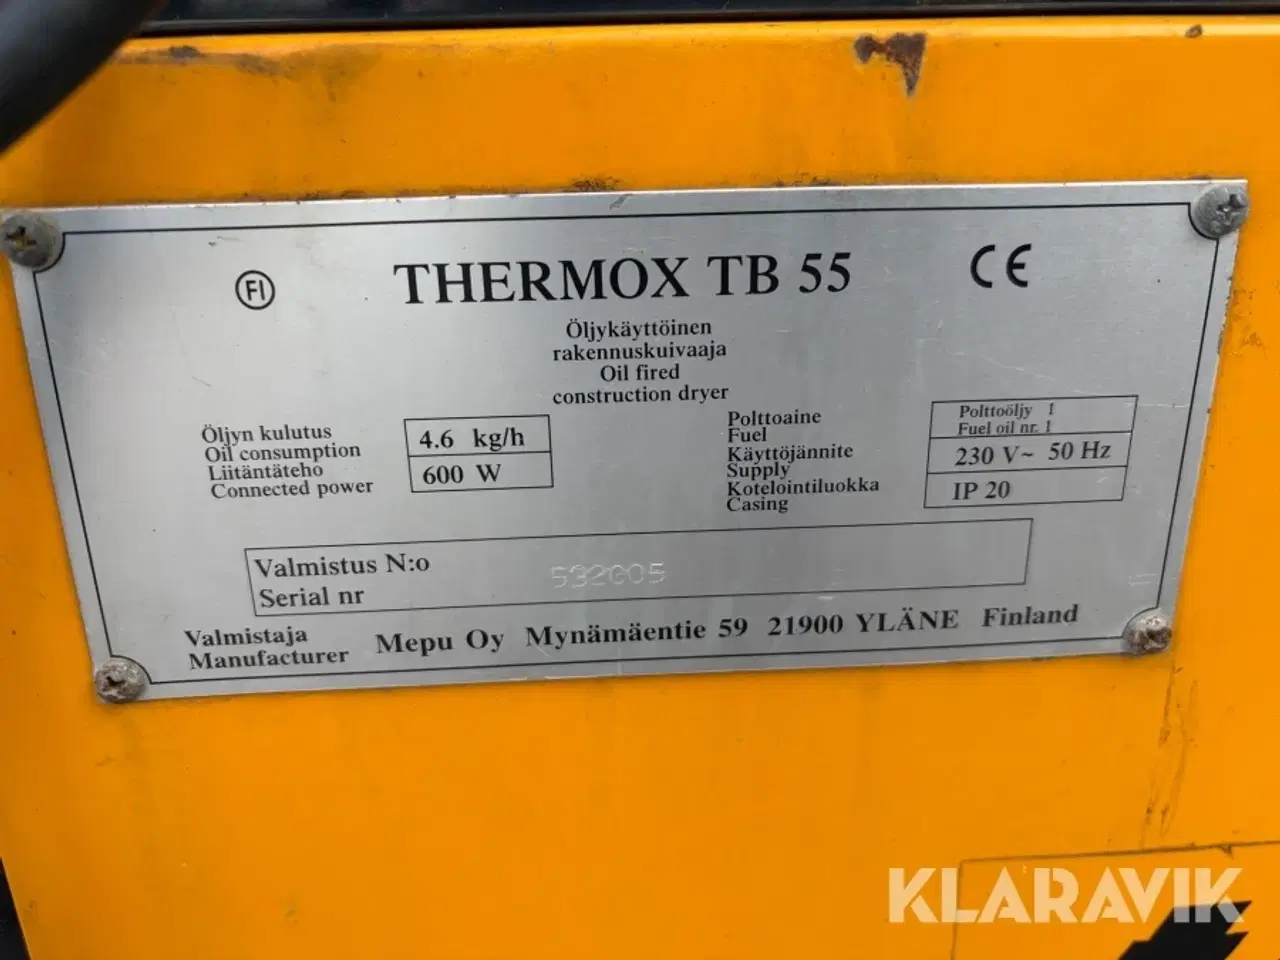 FI
THERMOX TB 55
CE
Öljykäyttöinen
rakennuskuivaaja
Oil fired
construction dryer
Öljyn kulutus
Oil consumption
4.6 kg/h
Liitäntäteho
Connected power
600 W
Polttoaine
Fuel
Polttoöljy 1
Fuel oil nr. 1
Käyttöjännite
Supply
230 V~ 50 Hz
Kotelointiluokka
Casing
IP 20
Valmistus N:o
Serial nr
532605
Valmistaja
Manufacturer
Mepu Oy Mynämäentie 59 21900 YLÄNE Finland
KLARAVIK